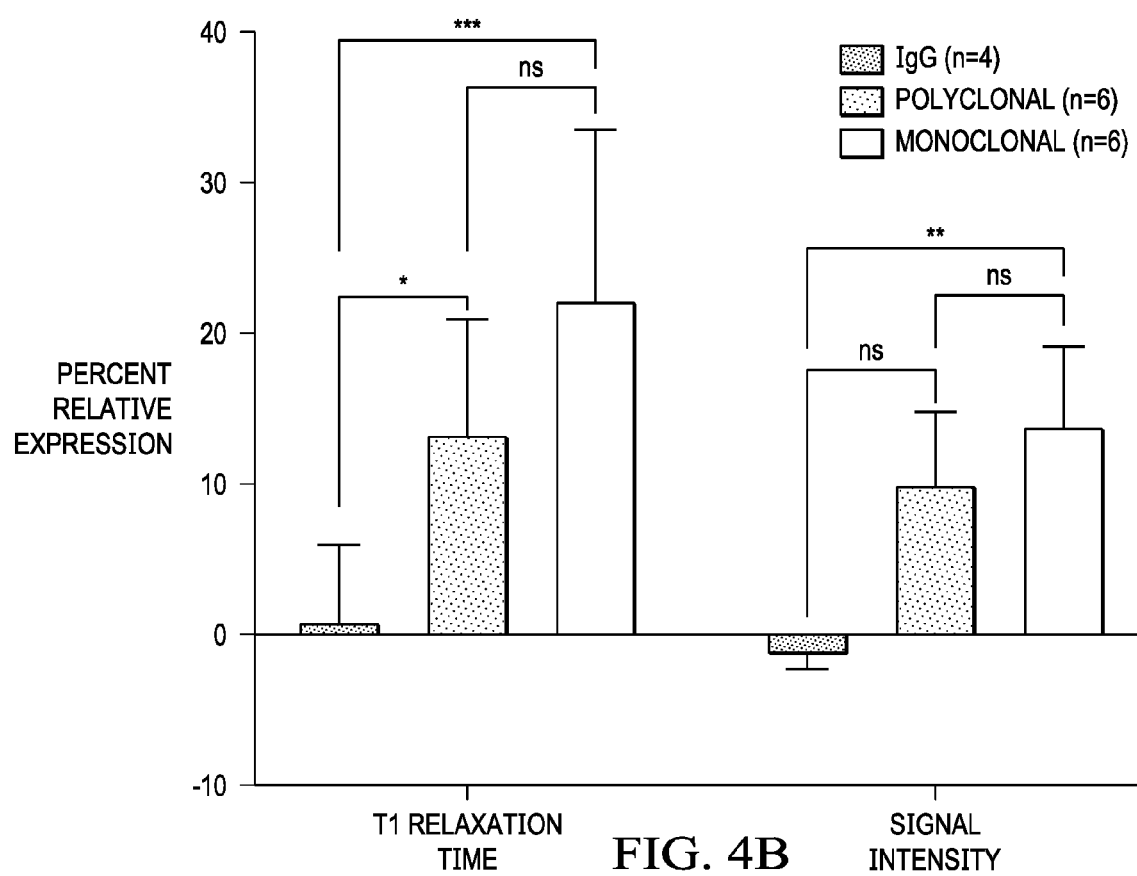 40
30
20
10
0
-10
PERCENT
RELATIVE
EXPRESSION
***
ns
*
**
ns
ns
IgG (n=4)
POLYCLONAL (n=6)
MONOCLONAL (n=6)
T1 RELAXATION
TIME
SIGNAL
INTENSITY
FIG. 4B